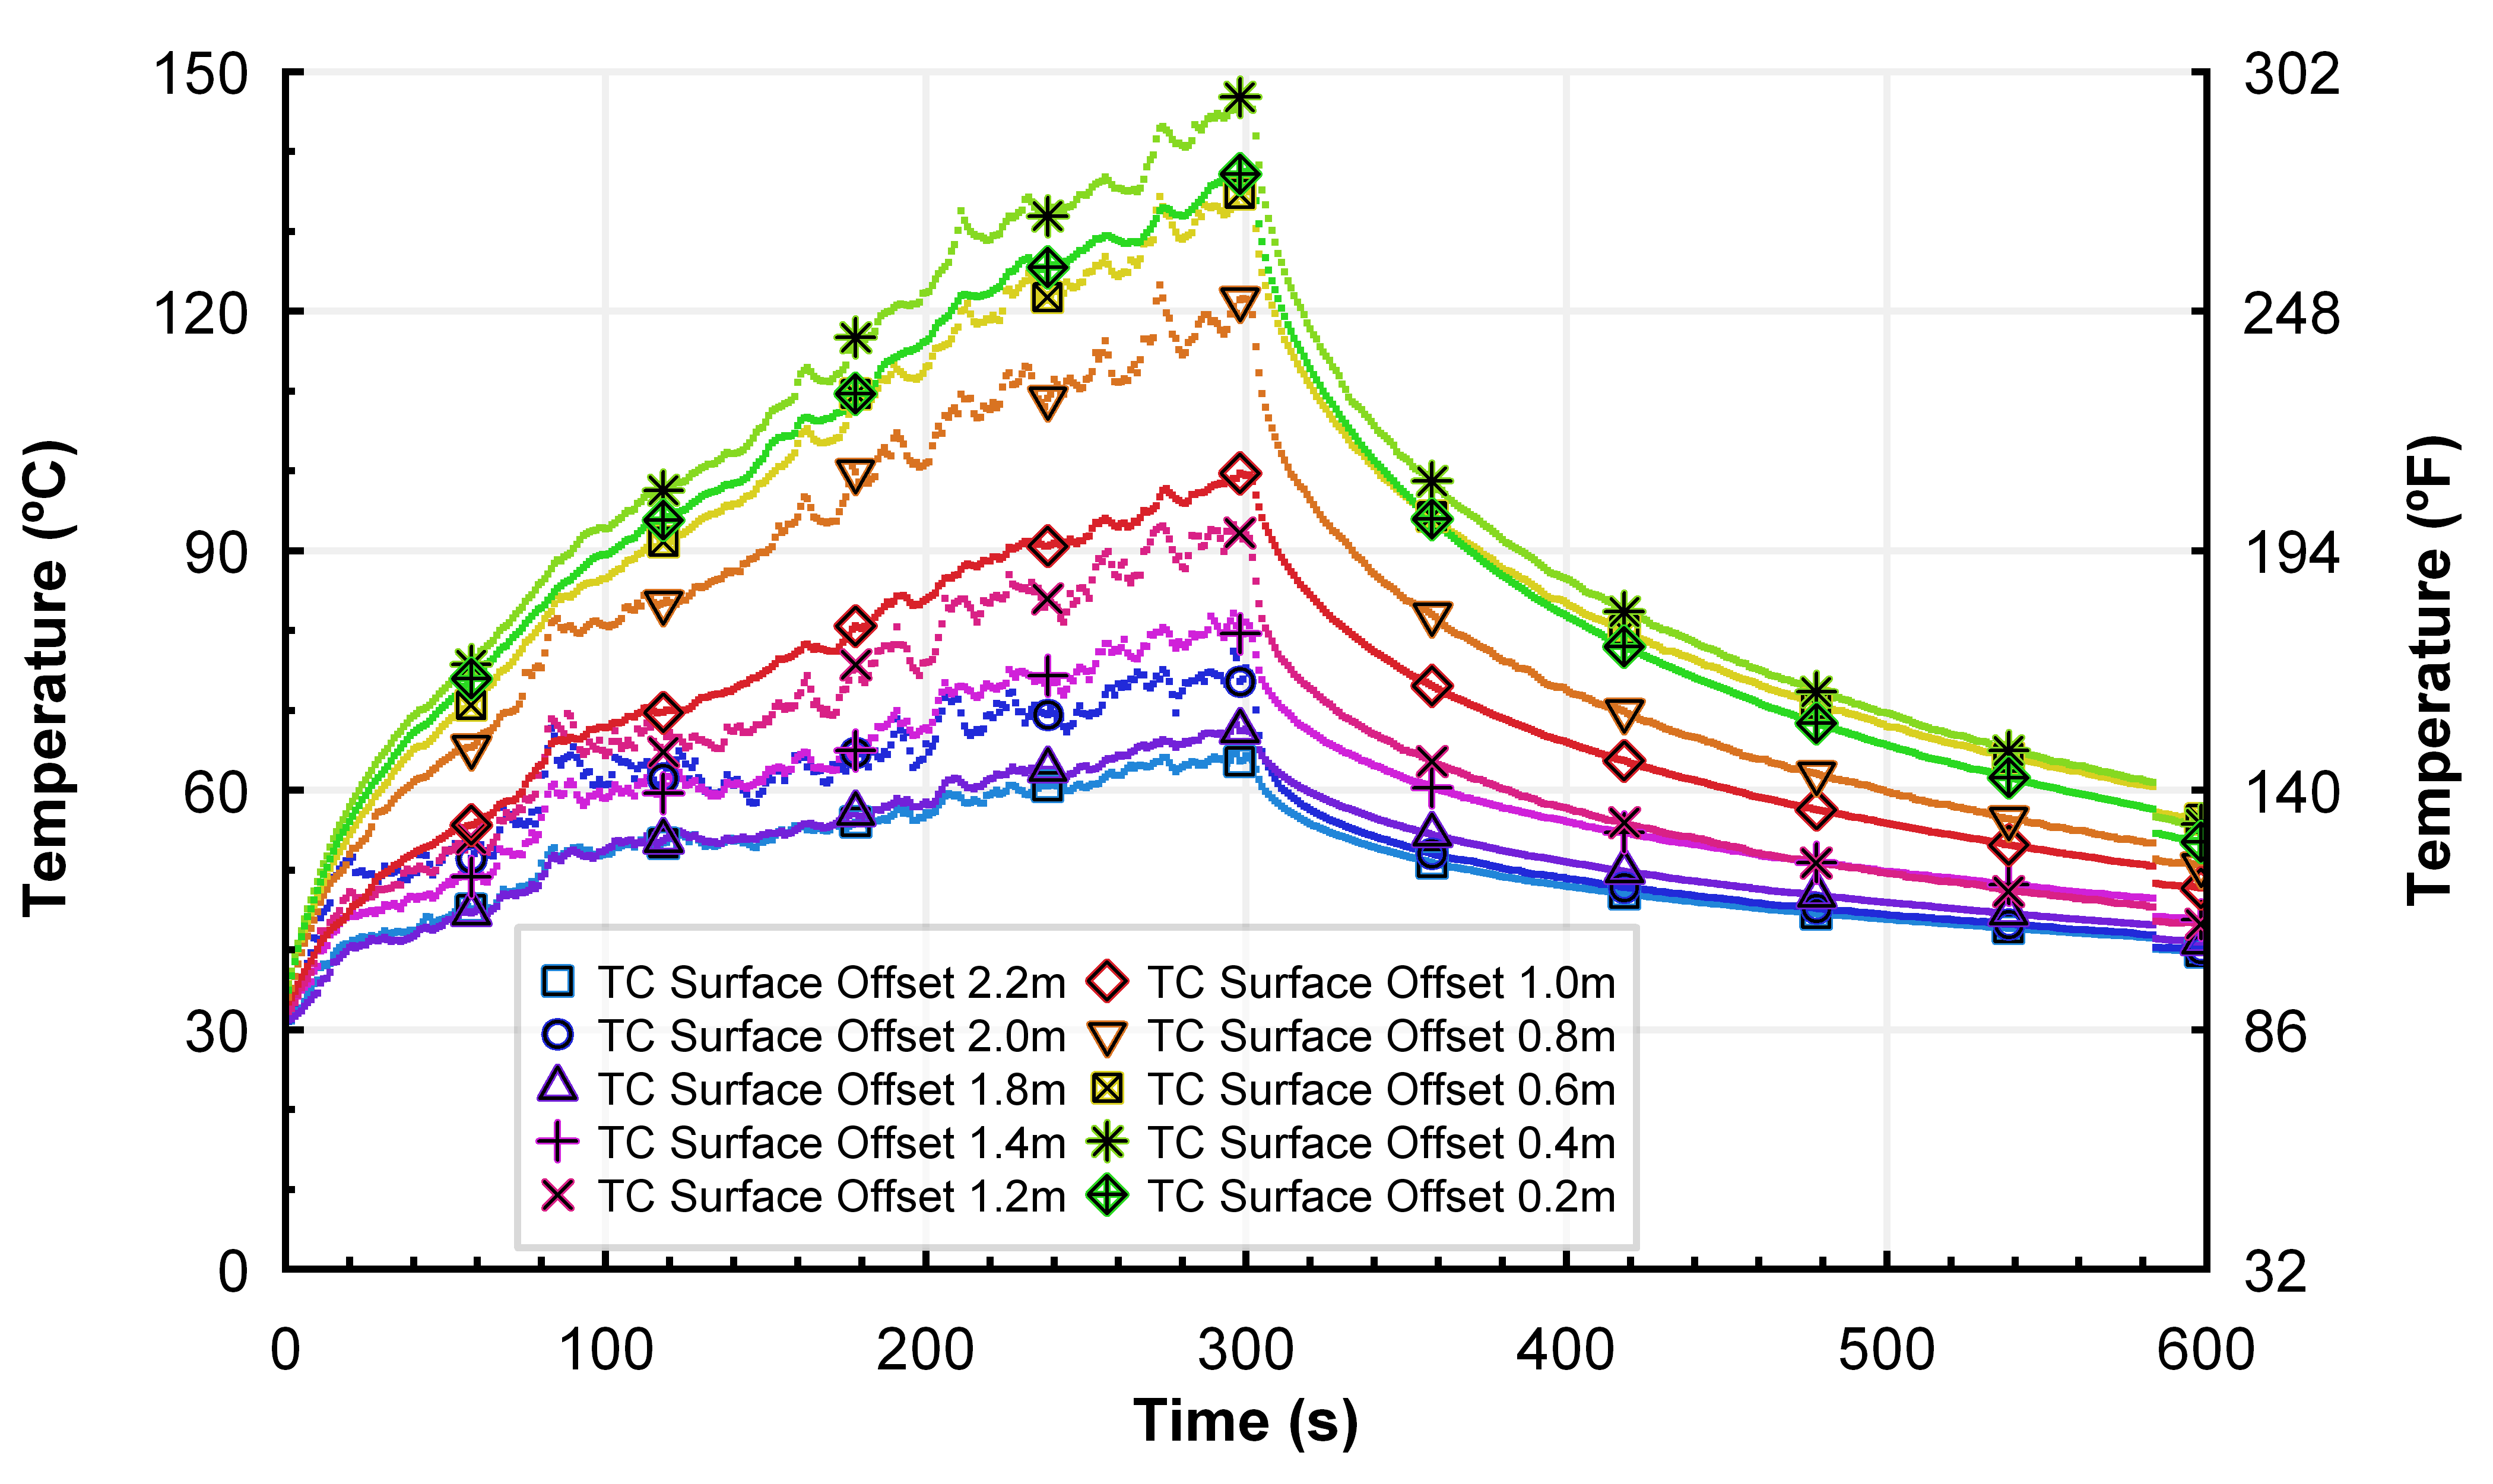 150
120
90
60
30
0
302
248
194
140
86
32
0 100 200 300 400 500 600
Temperature (ºC)
Temperature (ºF)
Time (s)
TC Surface Offset 2.2m
TC Surface Offset 2.0m
TC Surface Offset 1.8m
TC Surface Offset 1.4m
TC Surface Offset 1.2m
TC Surface Offset 1.0m
TC Surface Offset 0.8m
TC Surface Offset 0.6m
TC Surface Offset 0.4m
TC Surface Offset 0.2m